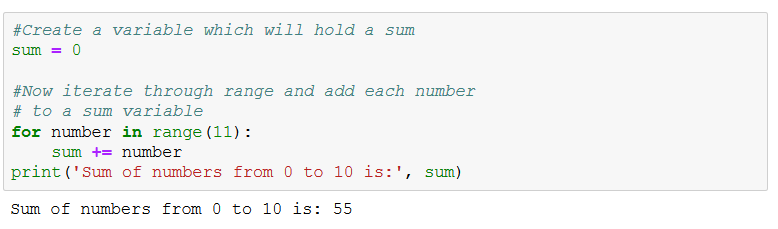 #Create a variable which will hold a sum
sum = 0
#Now iterate through range and add each number
# to a sum variable
for number in range(11):
    sum += number
print('Sum of numbers from 0 to 10 is:', sum)
Sum of numbers from 0 to 10 is: 55